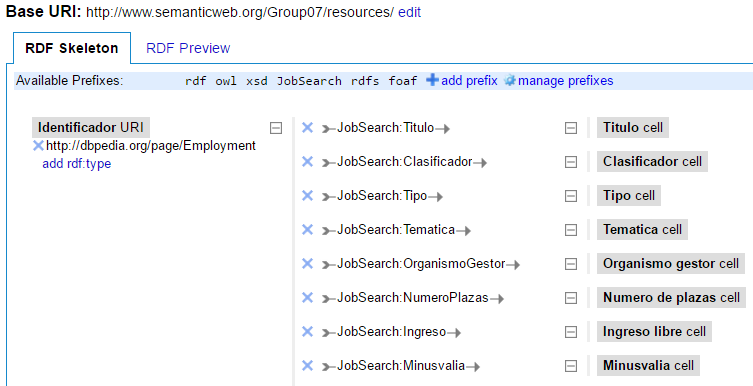 Base URI: http://www.semanticweb.org/Group07/resources/ edit
RDF Skeleton RDF Preview
Available Prefixes: rdf owl xsd JobSearch rdfs foaf add prefix manage prefixes
Identificador URI JobSearch:Titulo Titulo cell
http://dbpedia.org/page/Employment
add rdf:type JobSearch:Clasificador Clasificador cell
JobSearch:Tipo Tipo cell
JobSearch:Tematica Tematica cell
JobSearch:OrganismoGestor Organismo gestor cell
JobSearch:NumeroPlazas Numero de plazas cell
JobSearch:Ingreso Ingreso libre cell
JobSearch:Minusvalia Minusvalia cell